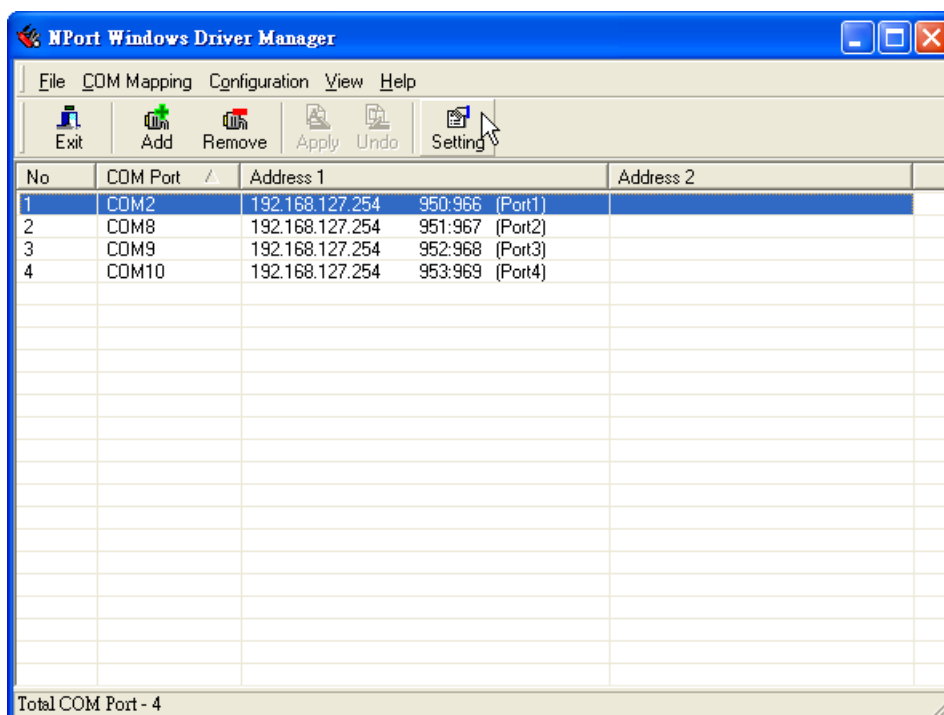 NPort Windows Driver Manager
File COM Mapping Configuration View Help
Exit Add Remove Apply Undo Setting
No COM Port Address 1 Address 2
1 COM2 192.168.127.254 950:966 (Port1)
2 COM8 192.168.127.254 951:967 (Port2)
3 COM9 192.168.127.254 952:968 (Port3)
4 COM10 192.168.127.254 953:969 (Port4)
Total COM Port - 4